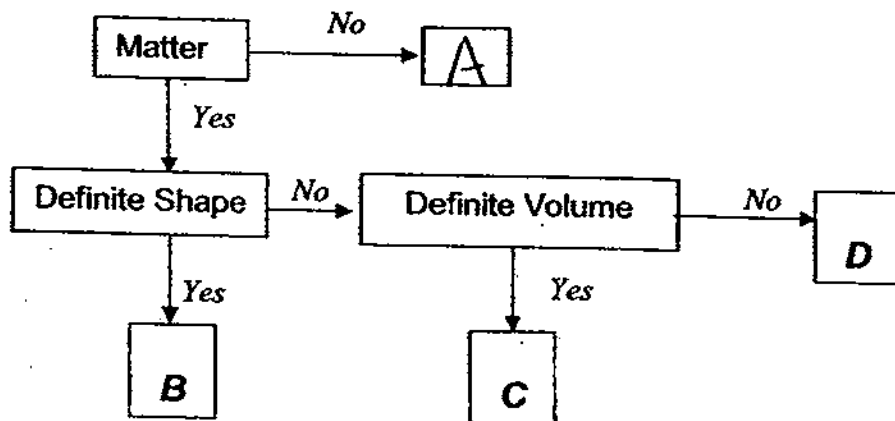 Matter
No
A
Yes
Definite Shape
No
Definite Volume
No
D
Yes
B
Yes
C